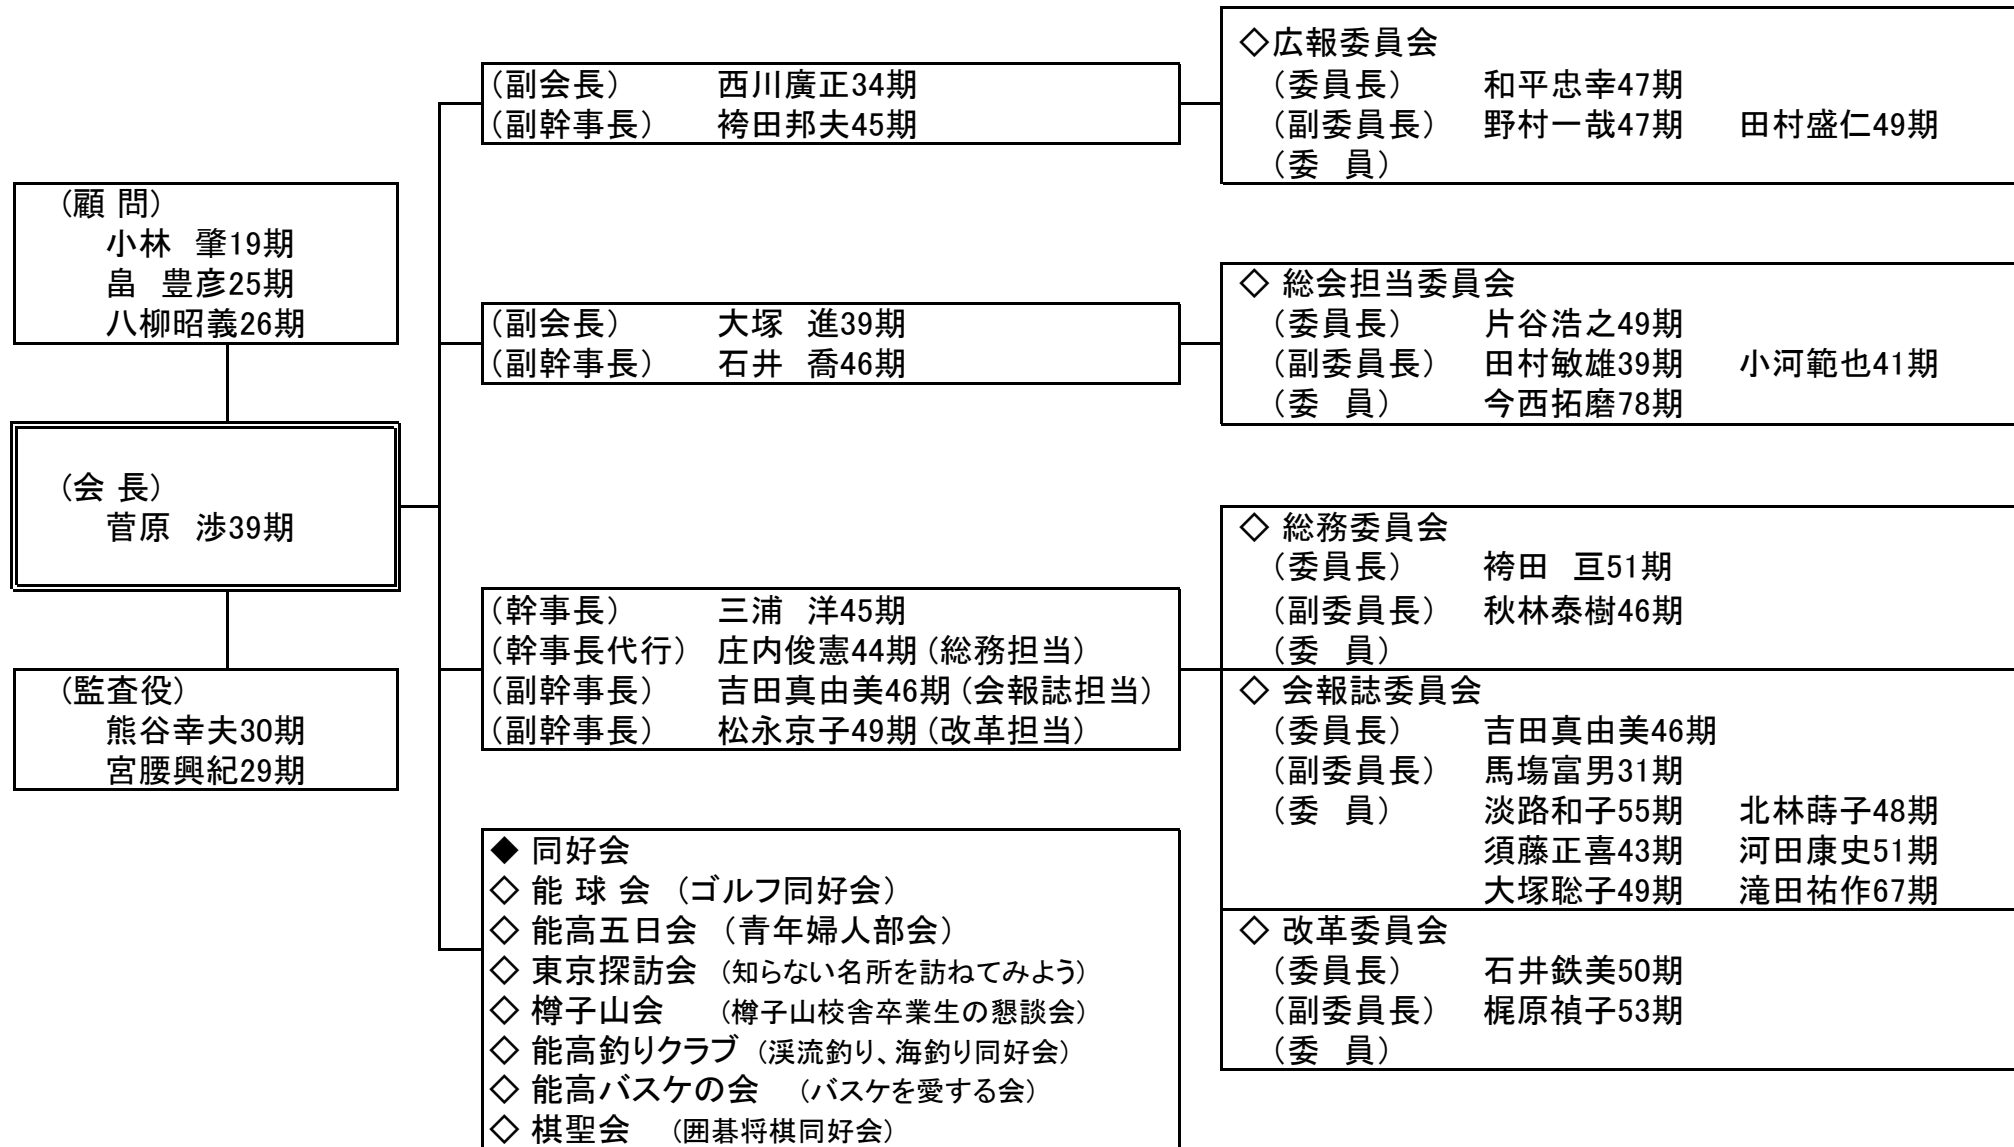 (顧 問)
小林　肇19期
畠　豊彦25期
八柳昭義26期
(会 長)
菅原　渉39期
(監査役)
熊谷幸夫30期
宮腰興紀29期
(副会長)　西川廣正34期
(副幹事長)　袴田邦夫45期
(副会長)　大塚　進39期
(副幹事長)　石井　喬46期
(幹事長)　三浦　洋45期
(幹事長代行)　庄内俊憲44期(総務担当)
(副幹事長)　吉田真由美46期(会報誌担当)
(副幹事長)　松永京子49期(改革担当)
◆ 同好会
◇ 能 球 会　(ゴルフ同好会)
◇ 能高五日会　(青年婦人部会)
◇ 東京探訪会　(知らない名所を訪ねてみよう)
◇ 樽子山会　(樽子山校舎卒業生の懇談会)
◇ 能高釣りクラブ　(渓流釣り、海釣り同好会)
◇ 能高バスケの会　(バスケを愛する会)
◇ 棋聖会　(囲碁将棋同好会)
◇広報委員会
(委員長)　和平忠幸47期
(副委員長)　野村一哉47期　田村盛仁49期
(委　員)
◇ 総会担当委員会
(委員長)　片谷浩之49期
(副委員長)　田村敏雄39期　小河範也41期
(委　員)　今西拓磨78期
◇ 総務委員会
(委員長)　袴田　亘51期
(副委員長)　秋林泰樹46期
(委　員)
◇ 会報誌委員会
(委員長)　吉田真由美46期
(副委員長)　馬塲富男31期
(委　員)　淡路和子55期　北林蒔子48期
須藤正喜43期　河田康史51期
大塚聡子49期　滝田祐作67期
◇ 改革委員会
(委員長)　石井鉄美50期
(副委員長)　梶原禎子53期
(委　員)